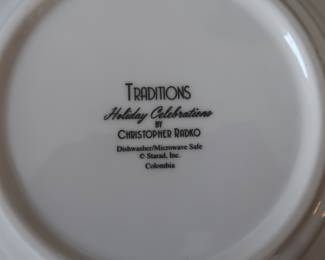 TRADITIONS
Holiday Celebrations
BY
CHRISTOPHER RADKO
Dishwasher/Microwave Safe
© Starad, Inc.
Colombia